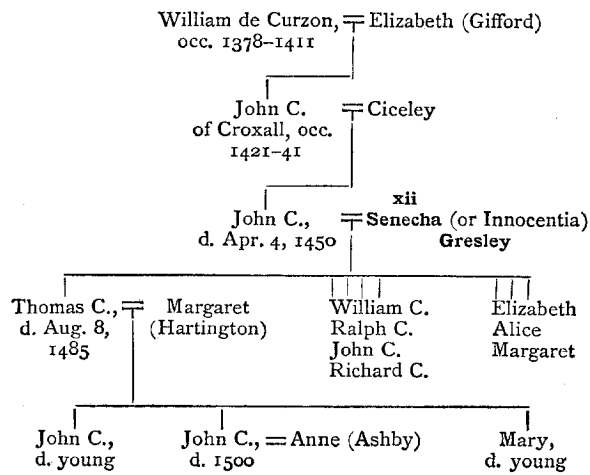 William de Curzon, Elizabeth (Gifford)
occ. 1378–1411
John C. Ciceley
of Croxall, occ.
1421–41
xii
John C., Senecha (or Innocentia)
d. Apr. 4, 1450 Gresley
Thomas C., Margaret William C. Elizabeth
d. Aug. 8, (Hartington) Ralph C. Alice
1485 John C. Margaret
Richard C.
John C., John C., = Anne (Ashby) Mary,
d. young d. 1500 d. young